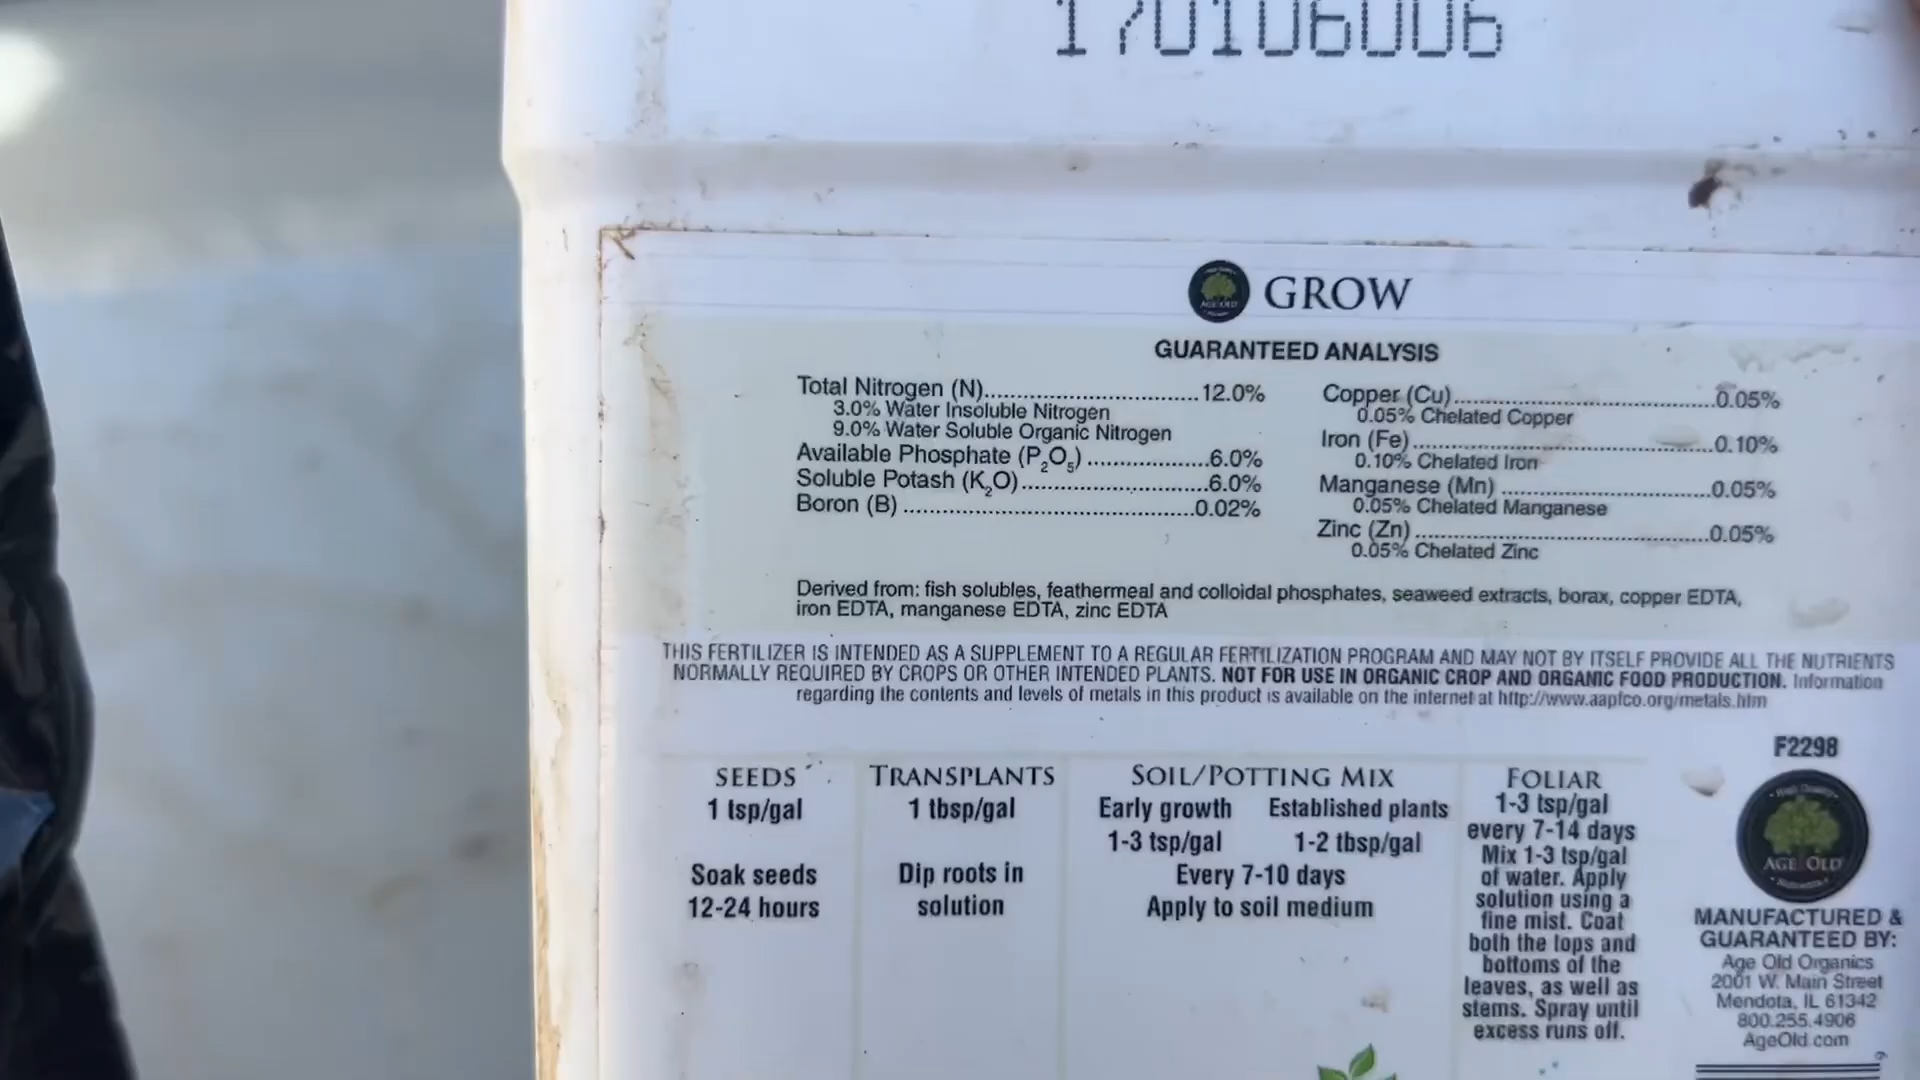 170106006
AGE OLD
GROW
GUARANTEED ANALYSIS
Total Nitrogen (N)..................................12.0%
3.0% Water Insoluble Nitrogen
9.0% Water Soluble Organic Nitrogen
Available Phosphate (P₂O₅) ...................6.0%
Soluble Potash (K₂O).............................6.0%
Boron (B) ..............................................0.02%
Copper (Cu)..........................................0.05%
0.05% Chelated Copper
Iron (Fe)................................................0.10%
0.10% Chelated Iron
Manganese (Mn) ..................................0.05%
0.05% Chelated Manganese
Zinc (Zn) ...............................................0.05%
0.05% Chelated Zinc
Derived from: fish solubles, feathermeal and colloidal phosphates, seaweed extracts, borax, copper EDTA,
iron EDTA, manganese EDTA, zinc EDTA
THIS FERTILIZER IS INTENDED AS A SUPPLEMENT TO A REGULAR FERTILIZATION PROGRAM AND MAY NOT BY ITSELF PROVIDE ALL THE NUTRIENTS
NORMALLY REQUIRED BY CROPS OR OTHER INTENDED PLANTS. NOT FOR USE IN ORGANIC CROP AND ORGANIC FOOD PRODUCTION. Information
regarding the contents and levels of metals in this product is available on the internet at http://www.aapfco.org/metals.htm
SEEDS
1 tsp/gal
Soak seeds
12-24 hours
TRANSPLANTS
1 tbsp/gal
Dip roots in
solution
SOIL/POTTING MIX
Early growth Established plants
1-3 tsp/gal 1-2 tbsp/gal
Every 7-10 days
Apply to soil medium
FOLIAR
1-3 tsp/gal
every 7-14 days
Mix 1-3 tsp/gal
of water. Apply
solution using a
fine mist. Coat
both the tops and
bottoms of the
leaves, as well as
stems. Spray until
excess runs off.
F2298
AGE OLD
MANUFACTURED &
GUARANTEED BY:
Age Old Organics
2001 W. Main Street
Mendota, IL 61342
800.255.4906
AgeOld.com